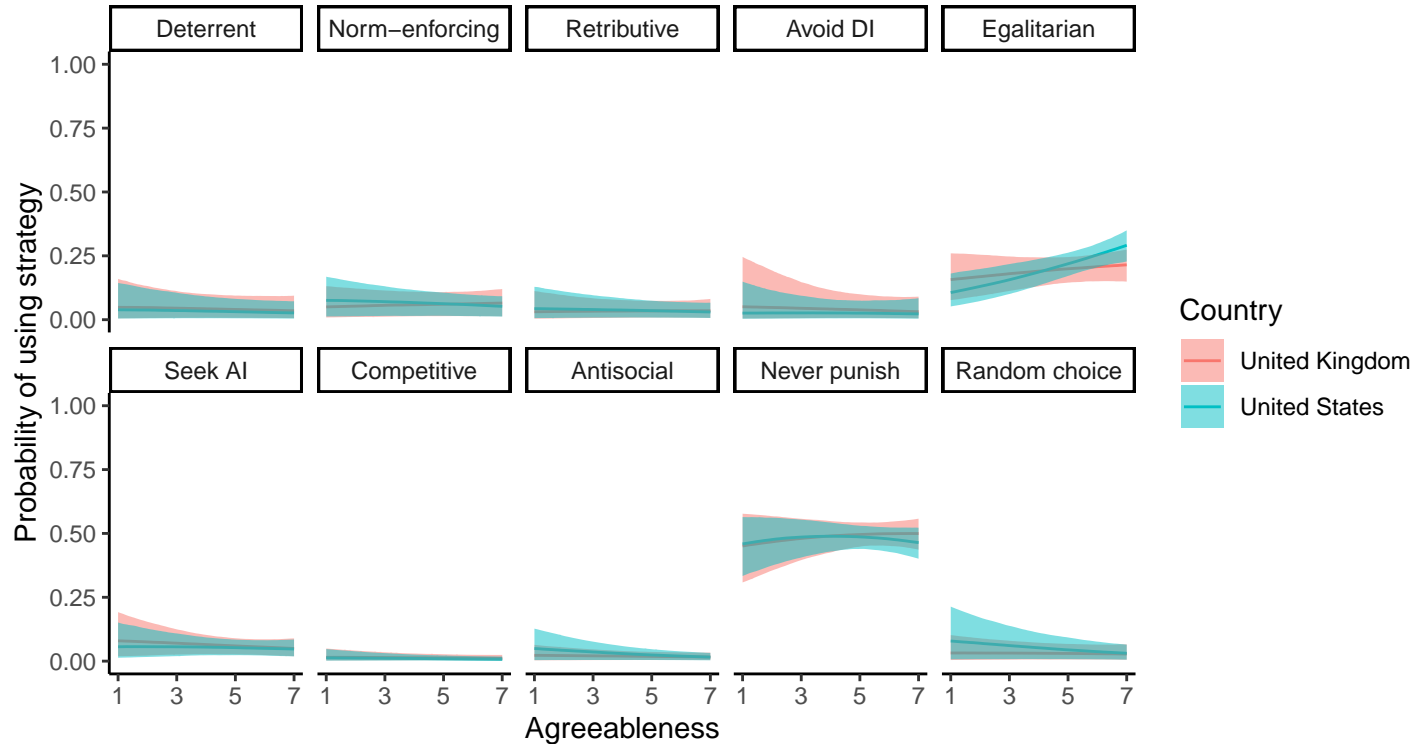 Deterrent Norm−enforcing Retributive Avoid DI Egalitarian
1.00
0.75
0.50
0.25
0.00
Seek AI Competitive Antisocial Never punish Random choice
1.00
0.75
0.50
0.25
0.00
1 3 5 7 1 3 5 7 1 3 5 7 1 3 5 7 1 3 5 7
Agreeableness
Probability of using strategy
Country
United Kingdom
United States